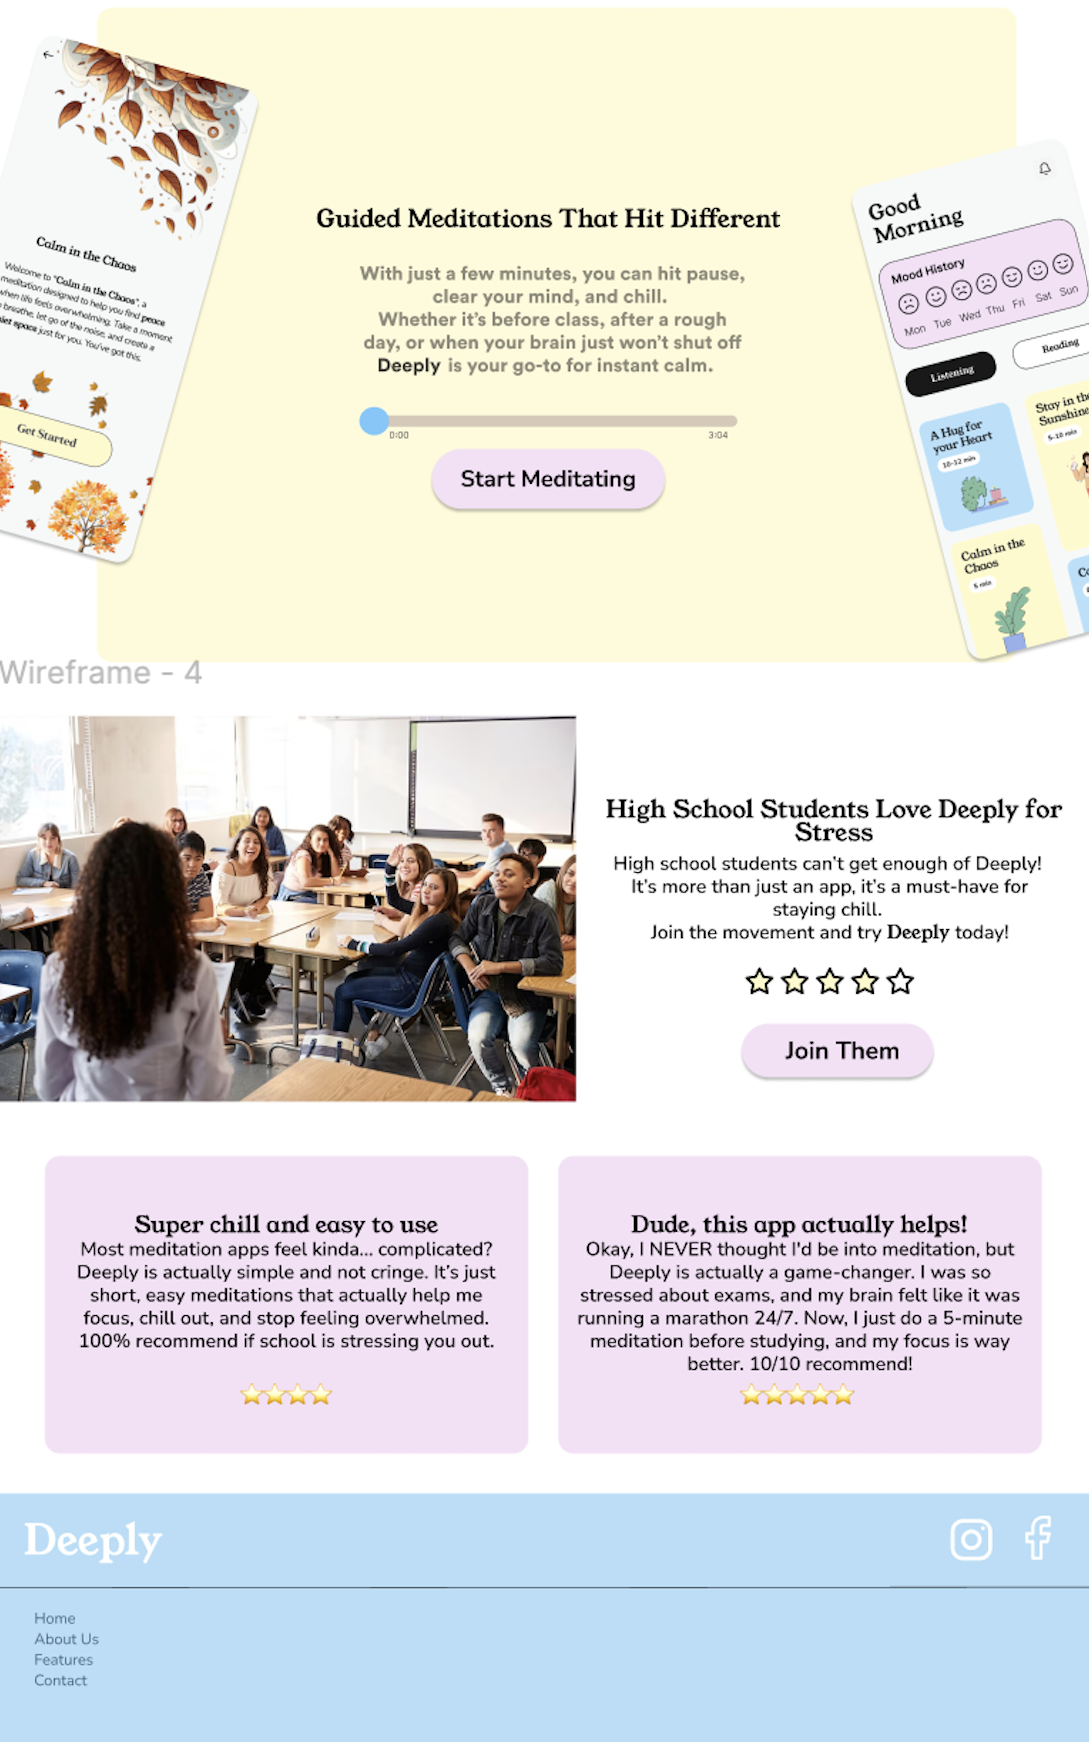 Calm in the Chaos
Welcome to "Calm in the Chaos", a
meditation designed to help you find peace
when life feels overwhelming. Take a moment
breathe, let go of the noise, and create a
quiet space just for you. You've got this.
Get Started
Guided Meditations That Hit Different
With just a few minutes, you can hit pause,
clear your mind, and chill.
Whether it's before class, after a rough
day, or when your brain just won't shut off
Deeply is your go-to for instant calm.
0:00 3:04
Start Meditating
Good
Morning
Mood History
Mon Tue Wed Thu Fri Sat Sun
Listening
Reading
A Hug for
your Heart
10-12 min
Stay in the
Sunshine
5-10 min
Calm in the
Chaos
5 min
Wireframe - 4
High School Students Love Deeply for
Stress
High school students can't get enough of Deeply!
It's more than just an app, it's a must-have for
staying chill.
Join the movement and try Deeply today!
Join Them
Super chill and easy to use
Most meditation apps feel kinda... complicated?
Deeply is actually simple and not cringe. It's just
short, easy meditations that actually help me
focus, chill out, and stop feeling overwhelmed.
100% recommend if school is stressing you out.
Dude, this app actually helps!
Okay, I NEVER thought I'd be into meditation, but
Deeply is actually a game-changer. I was so
stressed about exams, and my brain felt like it was
running a marathon 24/7. Now, I just do a 5-minute
meditation before studying, and my focus is way
better. 10/10 recommend!
Deeply
Home
About Us
Features
Contact